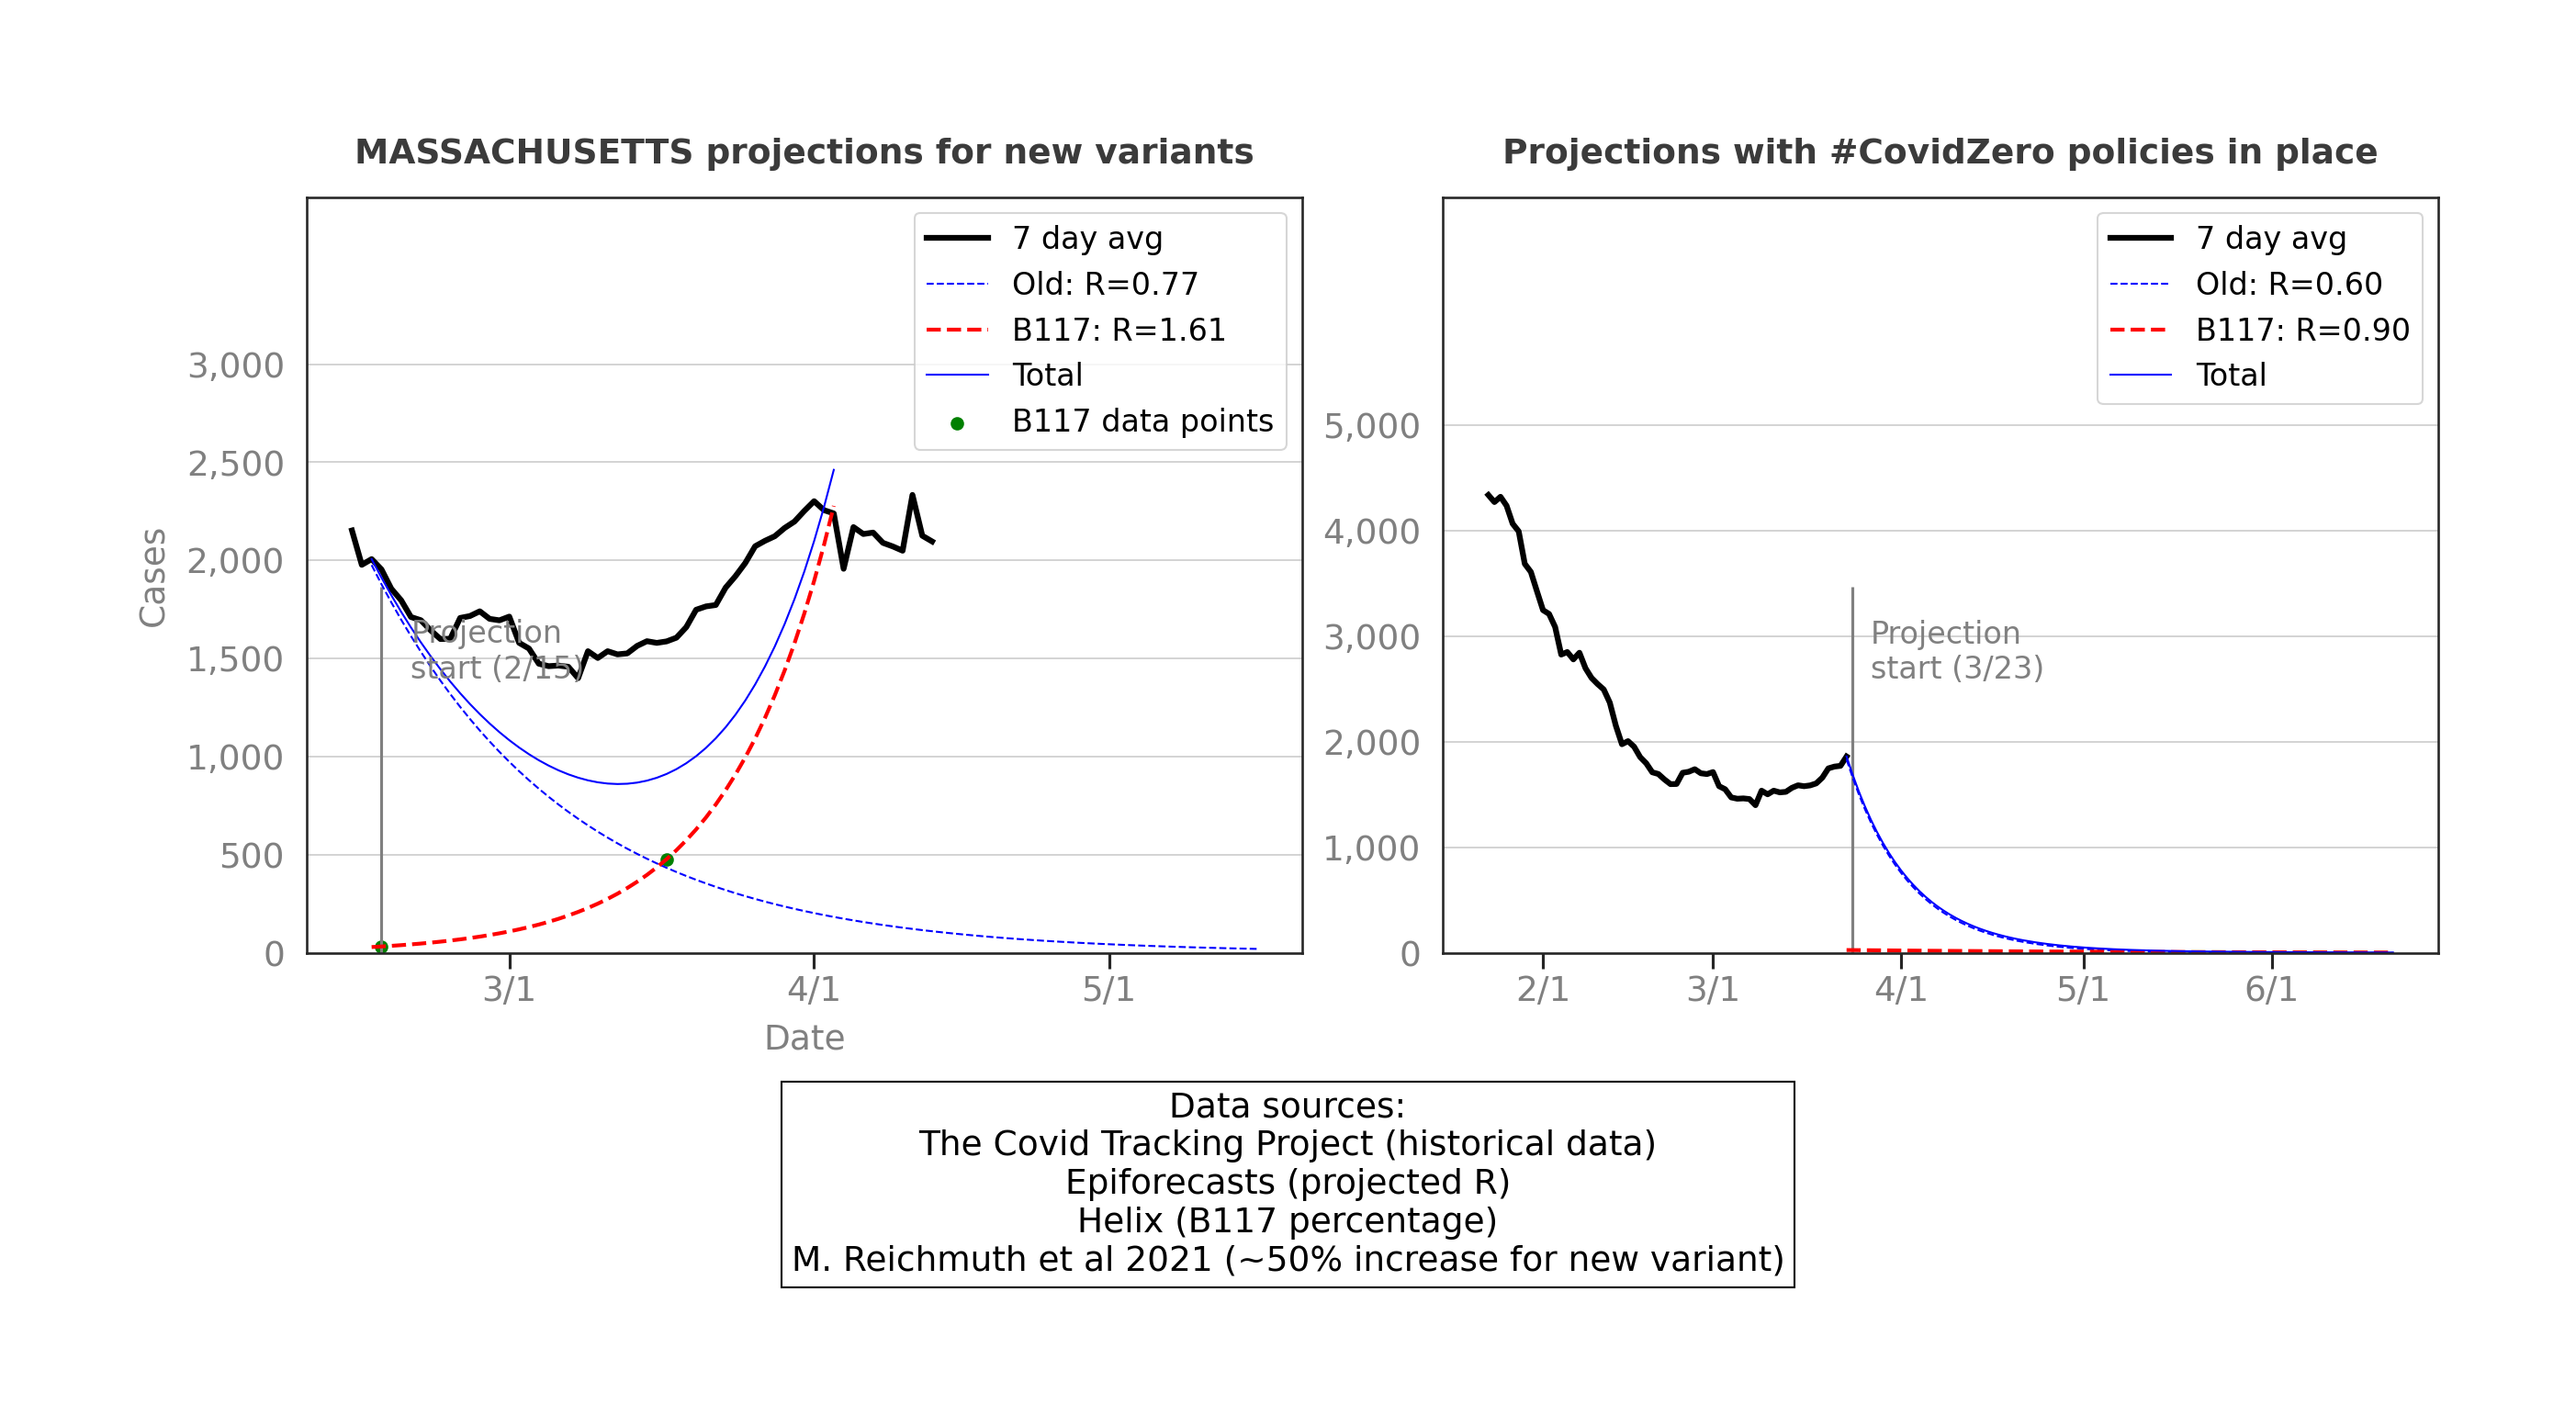 MASSACHUSETTS projections for new variants
7 day avg
Old: R=0.77
B117: R=1.61
Total
B117 data points
3,000
2,500
2,000
1,500
1,000
500
0
Cases
Projection
start (2/15)
3/1
4/1
5/1
Date
Projections with #CovidZero policies in place
7 day avg
Old: R=0.60
B117: R=0.90
Total
5,000
4,000
3,000
2,000
1,000
0
Projection
start (3/23)
2/1
3/1
4/1
5/1
6/1
Data sources:
The Covid Tracking Project (historical data)
Epiforecasts (projected R)
Helix (B117 percentage)
M. Reichmuth et al 2021 (~50% increase for new variant)